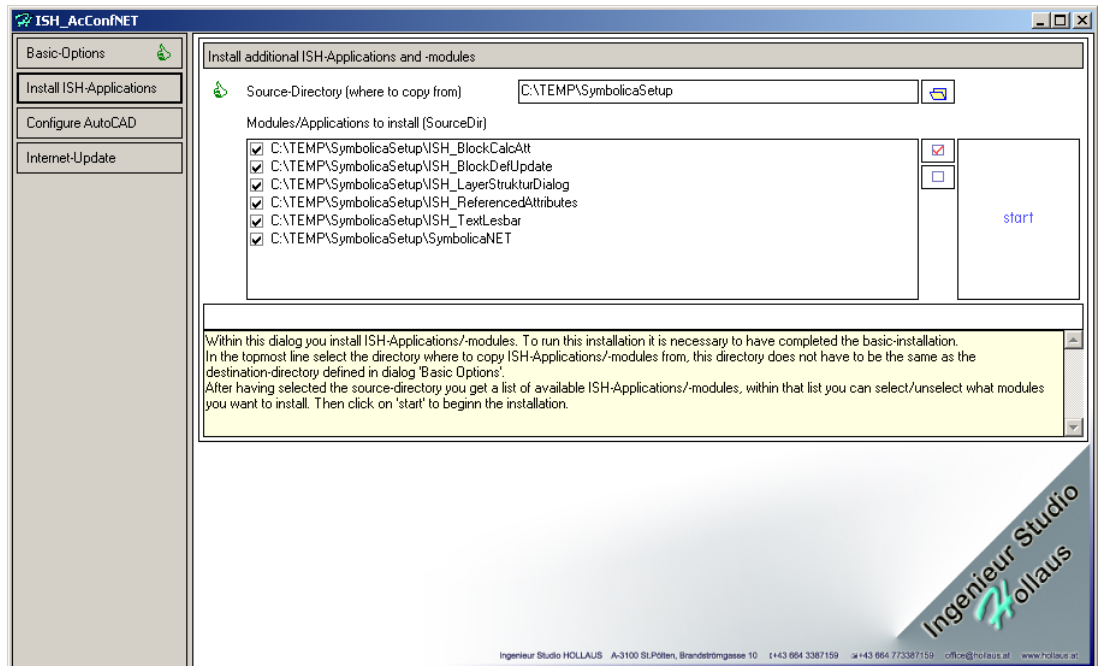 ISH_AcConfNET
Basic-Options
Install ISH-Applications
Configure AutoCAD
Internet-Update
Install additional ISH-Applications and -modules
Source-Directory (where to copy from)
C:\TEMP\SymbolicaSetup
Modules/Applications to install (SourceDir)
C:\TEMP\SymbolicaSetup\ISH_BlockCalcAtt
C:\TEMP\SymbolicaSetup\ISH_BlockDefUpdate
C:\TEMP\SymbolicaSetup\ISH_LayerStrukturDialog
C:\TEMP\SymbolicaSetup\ISH_ReferencedAttributes
C:\TEMP\SymbolicaSetup\ISH_TextLesbar
C:\TEMP\SymbolicaSetup\SymbolicaNET
start
Within this dialog you install ISH-Applications/-modules. To run this installation it is necessary to have completed the basic-installation.
In the topmost line select the directory where to copy ISH-Applications/-modules from, this directory does not have to be the same as the
destination-directory defined in dialog 'Basic Options'.
After having selected the source-directory you get a list of available ISH-Applications/-modules, within that list you can select/unselect what modules
you want to install. Then click on 'start' to beginn the installation.
Ingenieur Studio
Hollaus
Ingenieur Studio HOLLAUS A-3100 St.Pölten, Brandströmgasse 10 +43 664 3387159 +43 664 773387159 office@hollaus.at www.hollaus.at